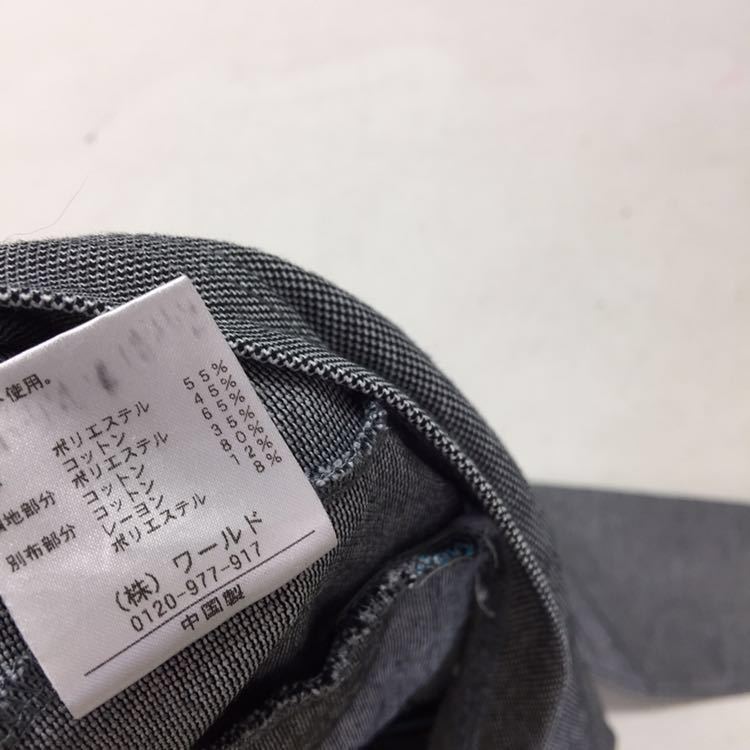 使用。
ポリエステル 55%
コットン 45%
ポリエステル 65%
コットン 35%
地部分 コットン 80%
レーヨン 12%
別布部分 ポリエステル 8%
(株) ワールド
0120-977-917
中国製